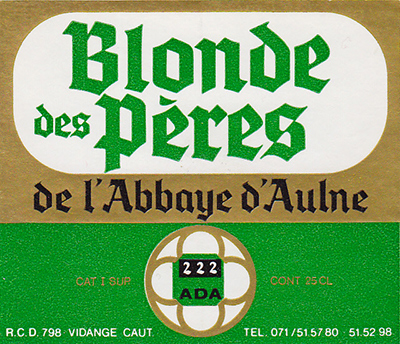 Blonde
des Pères
de l'Abbaye d'Aulne
222
CAT I SUP ADA CONT 25 CL
R.C.D. 798 VIDANGE CAUT. TEL. 071/51.57.80 - 51.52.98